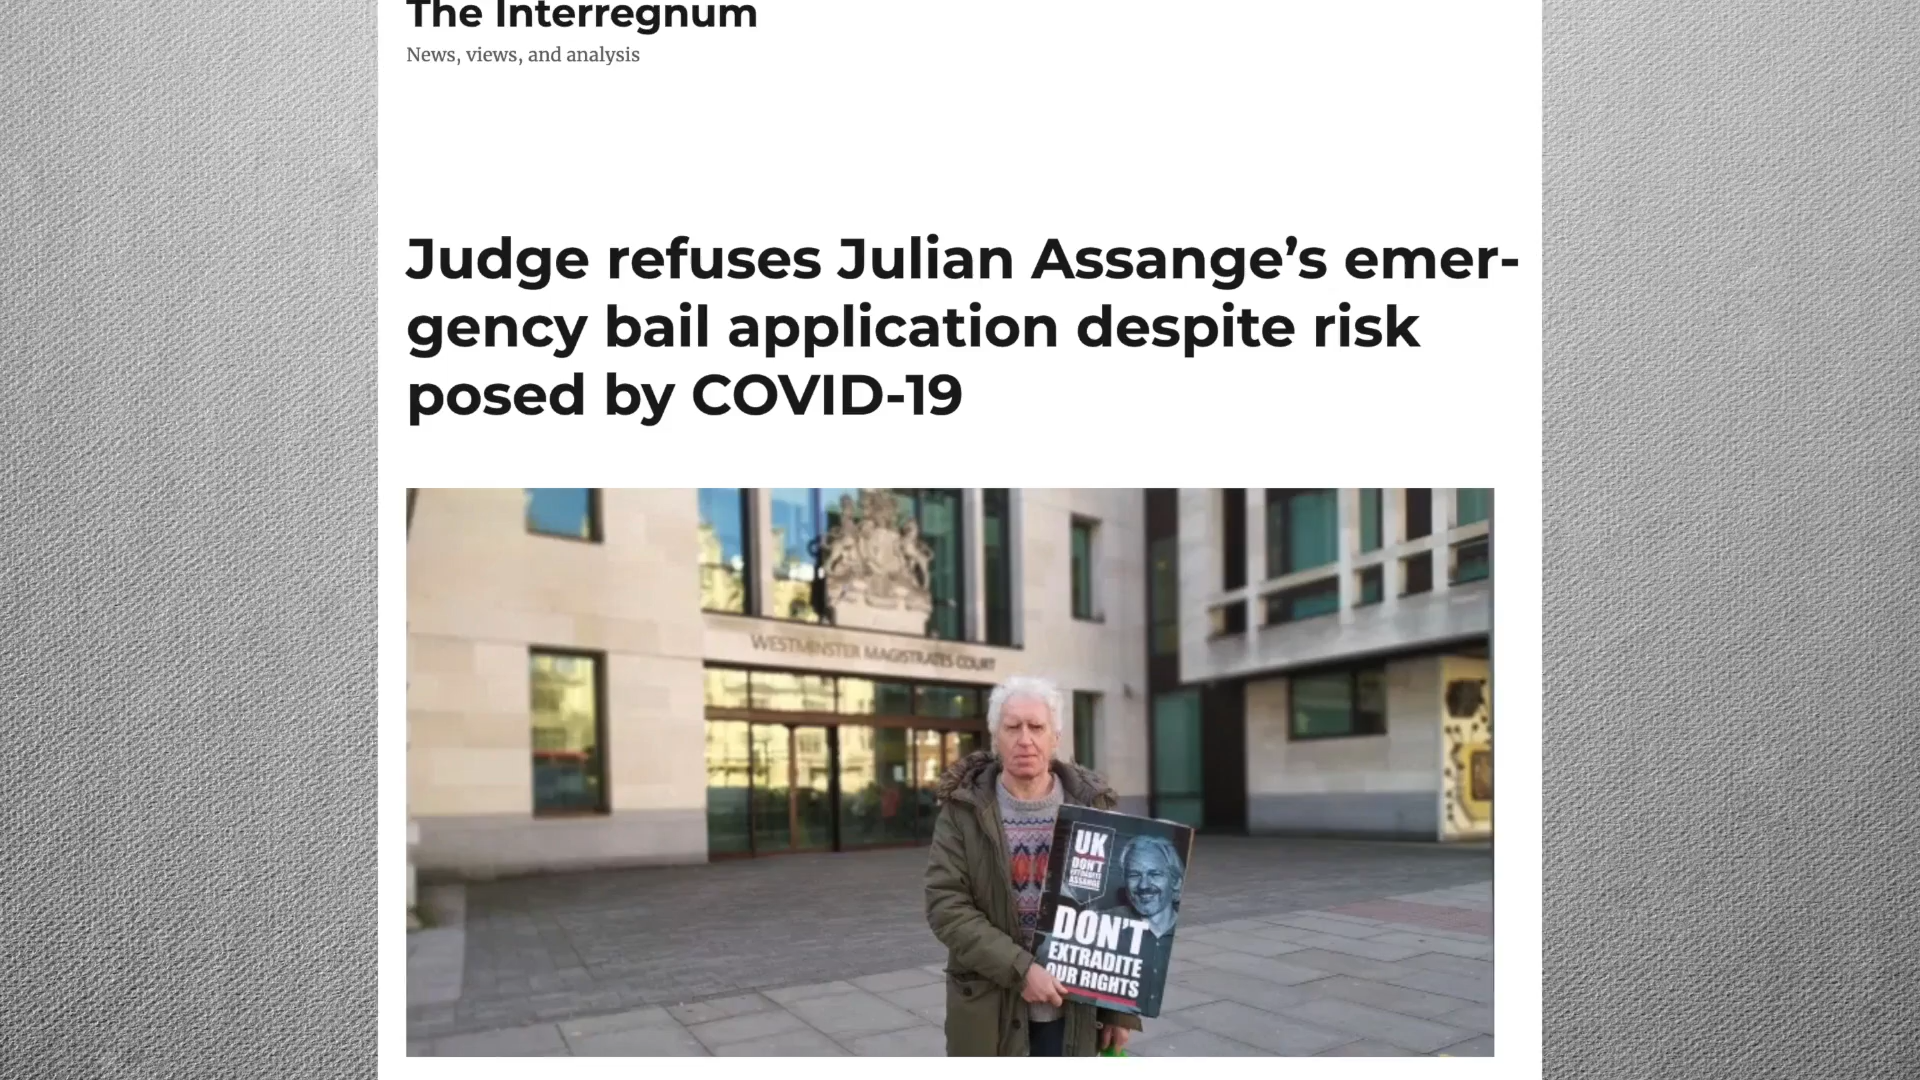 The Interregnum
News, views, and analysis
Judge refuses Julian Assange’s emer-
gency bail application despite risk
posed by COVID-19
WESTMINSTER MAGISTRATES COURT
UK
DON'T
EXTRADITE
ASSANGE
DON'T
EXTRADITE
OUR RIGHTS